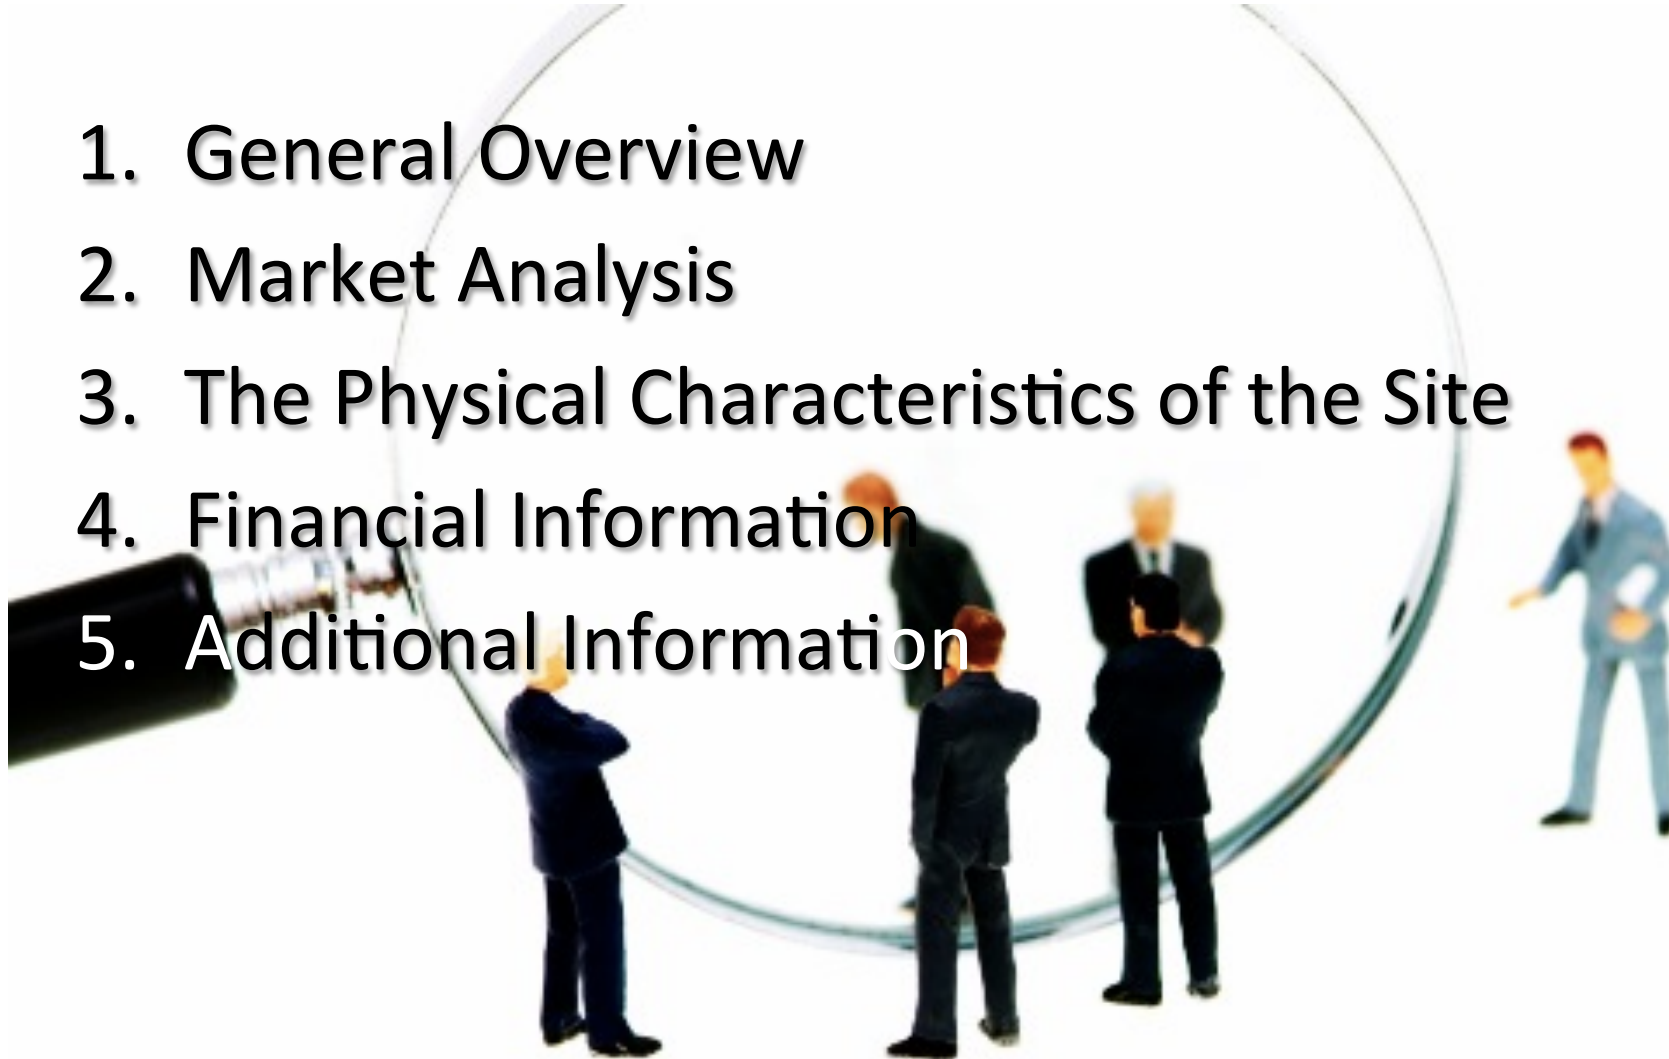 1. General Overview
2. Market Analysis
3. The Physical Characteristics of the Site
4. Financial Information
5. Additional Information